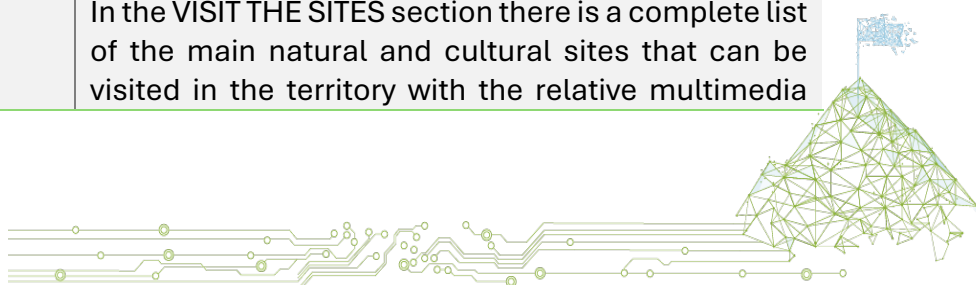 In the VISIT THE SITES section there is a complete list
of the main natural and cultural sites that can be
visited in the territory with the relative multimedia